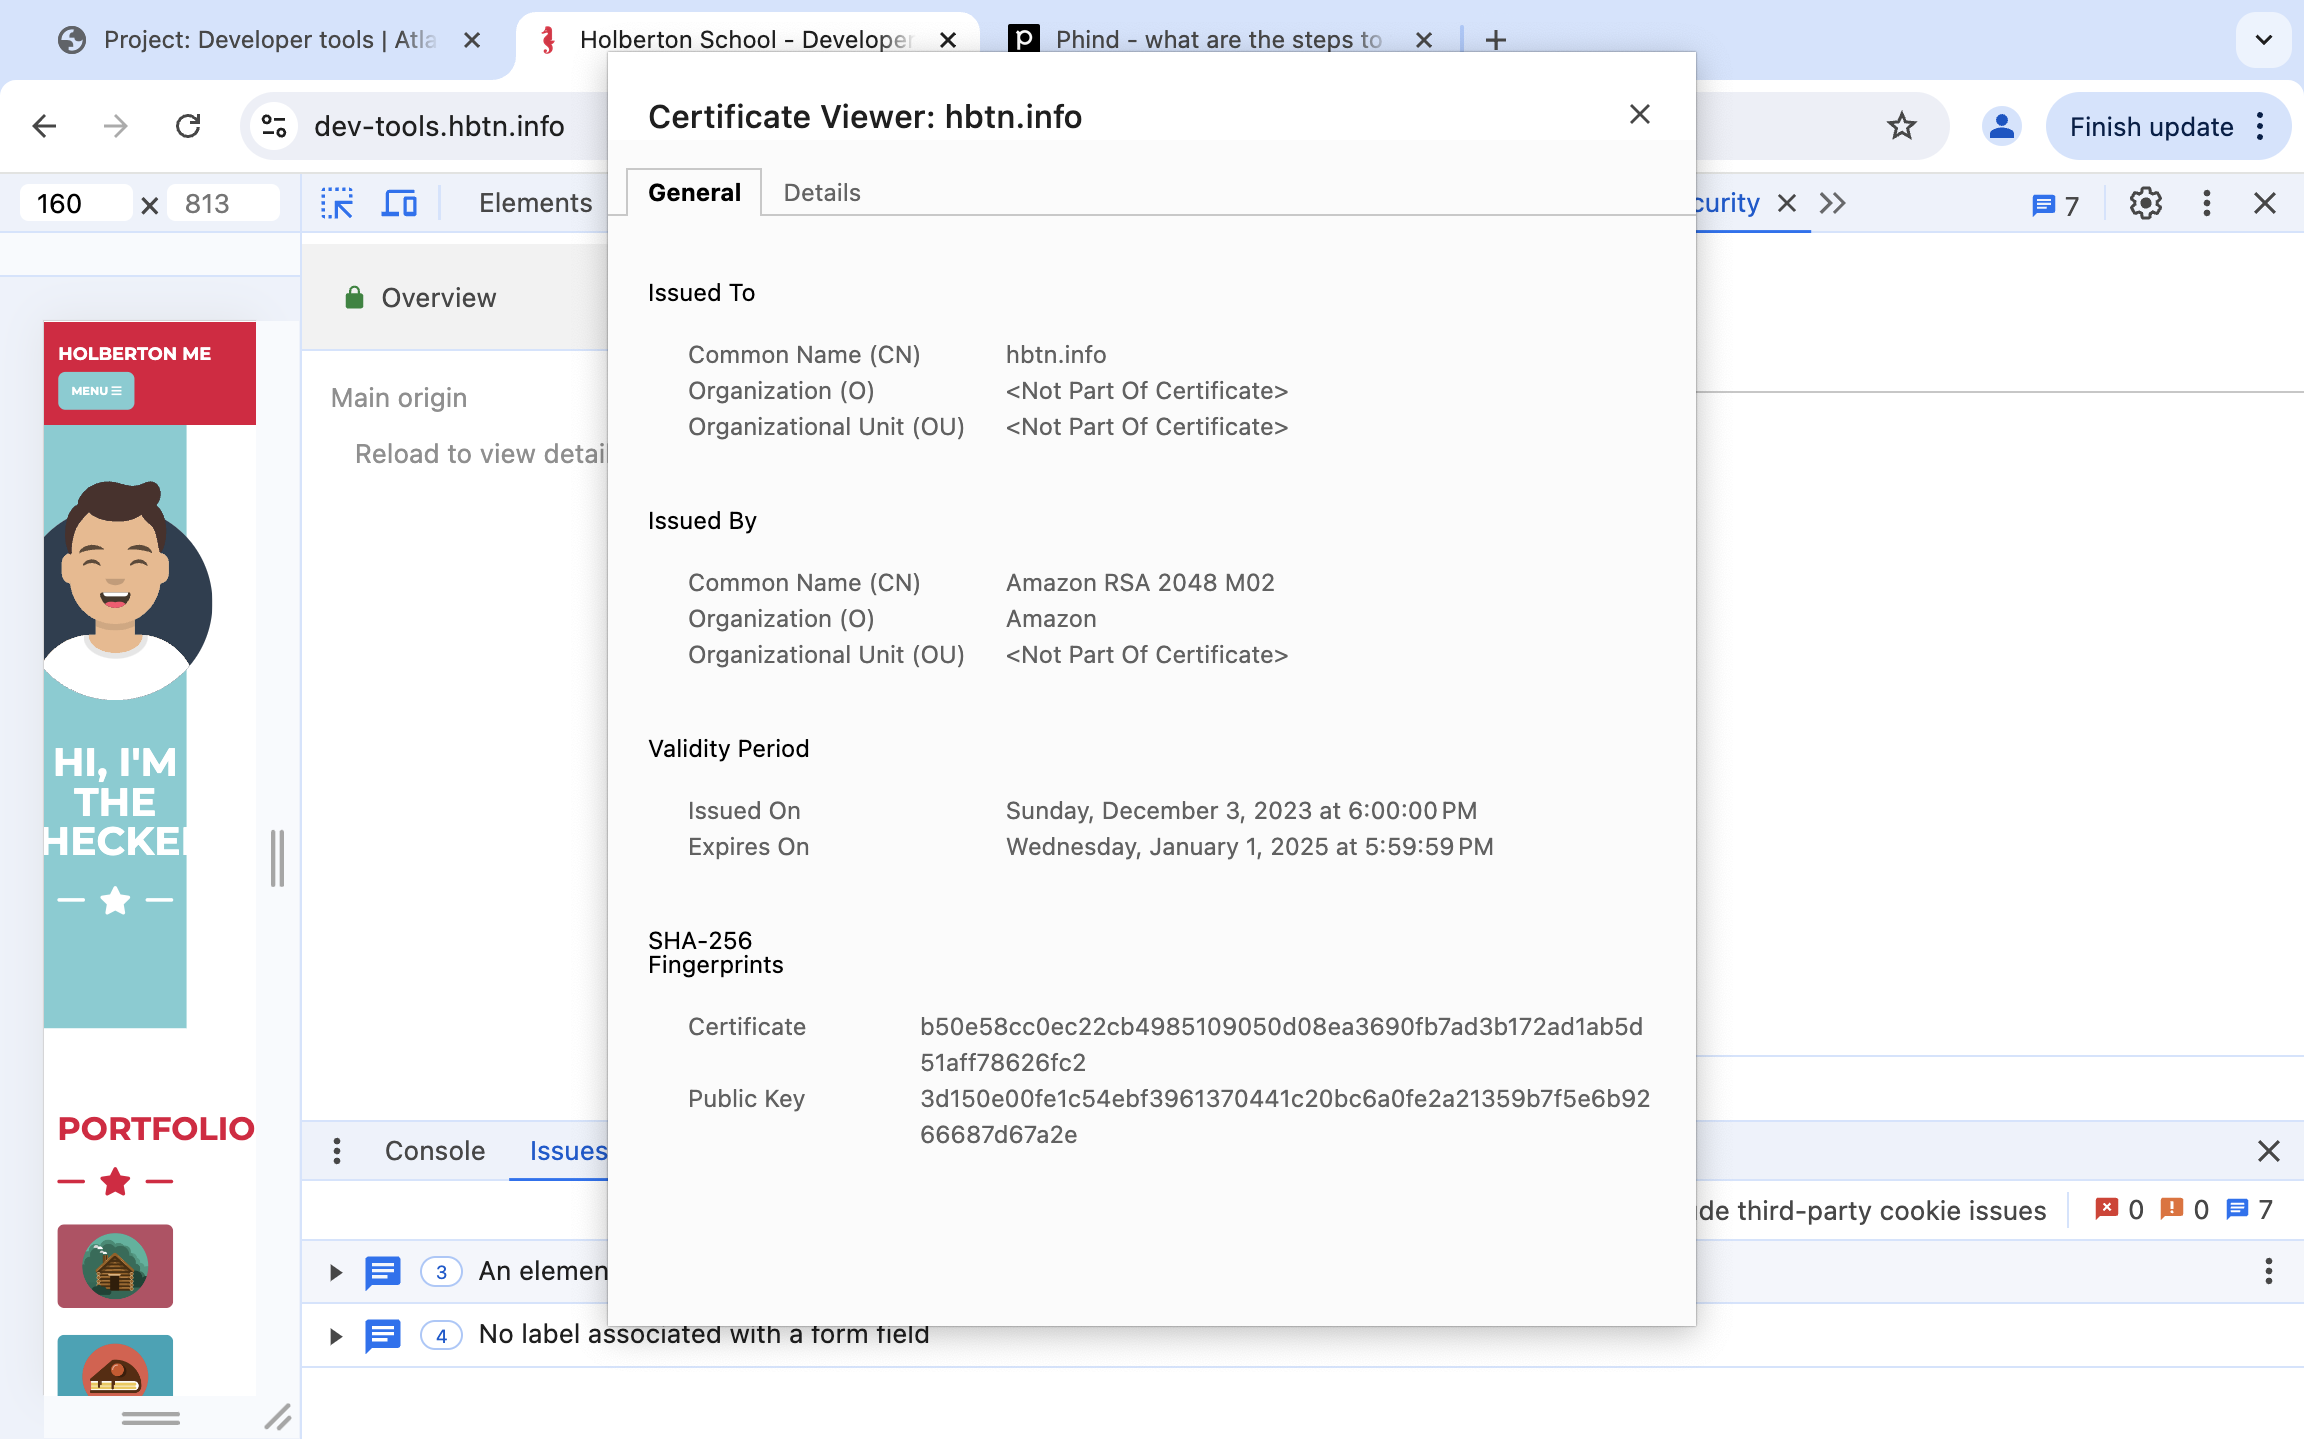 Project: Developer tools | Atla
Holberton School - Developer
Phind - what are the steps to
dev-tools.hbtn.info
Finish update
160 × 813
Elements
curity
7
Overview
Main origin
Reload to view detail
HOLBERTON ME
MENU
HI, I'M
THE
HECKE
PORTFOLIO
Certificate Viewer: hbtn.info
General Details
Issued To
Common Name (CN) hbtn.info
Organization (O) <Not Part Of Certificate>
Organizational Unit (OU) <Not Part Of Certificate>
Issued By
Common Name (CN) Amazon RSA 2048 M02
Organization (O) Amazon
Organizational Unit (OU) <Not Part Of Certificate>
Validity Period
Issued On Sunday, December 3, 2023 at 6:00:00 PM
Expires On Wednesday, January 1, 2025 at 5:59:59 PM
SHA-256
Fingerprints
Certificate b50e58cc0ec22cb4985109050d08ea3690fb7ad3b172ad1ab5d
51aff78626fc2
Public Key 3d150e00fe1c54ebf3961370441c20bc6a0fe2a21359b7f5e6b92
66687d67a2e
Console Issues
de third-party cookie issues 0 0 7
3 An elemen
4 No label associated with a form field